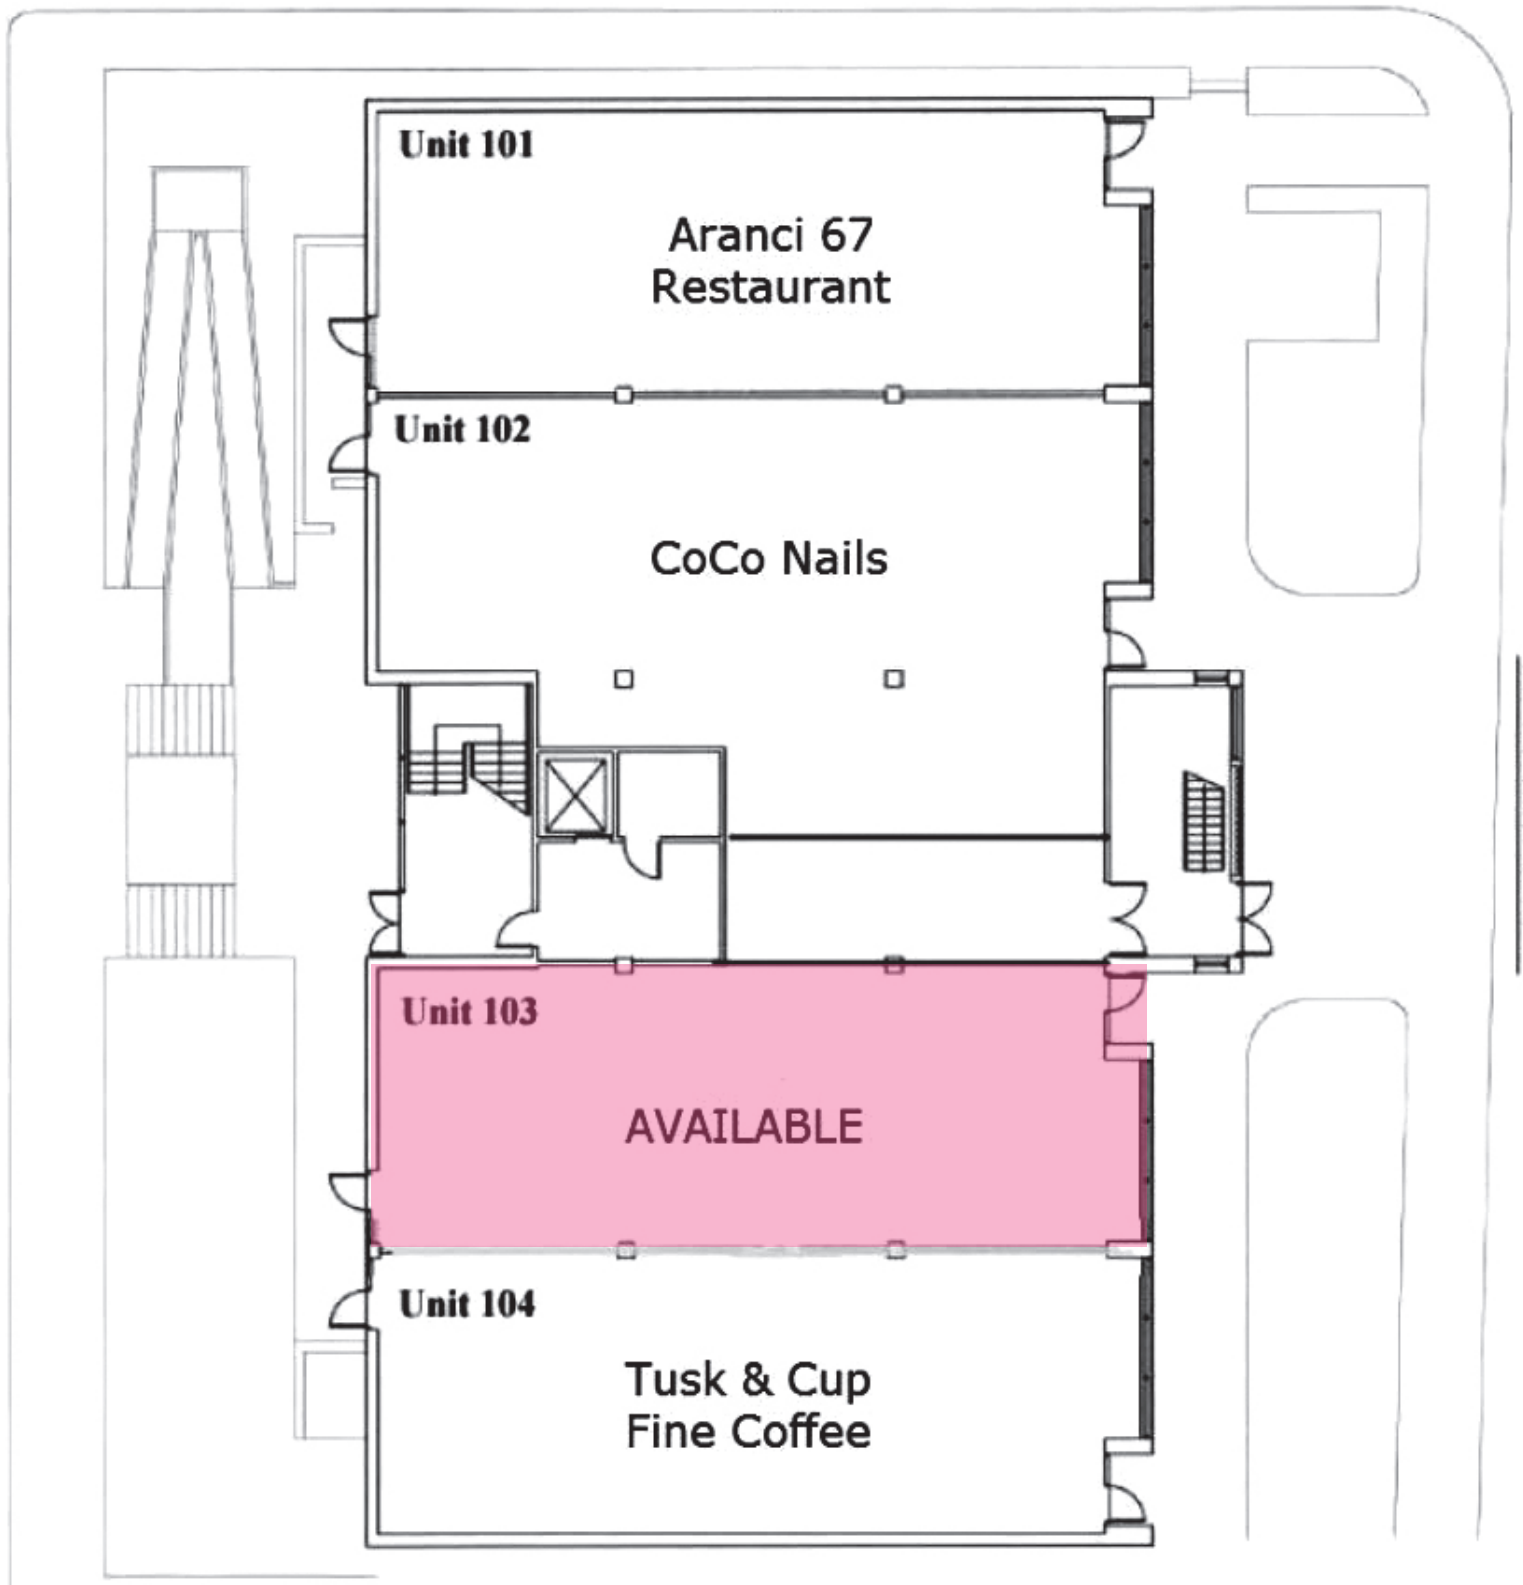 Unit 101
Aranci 67
Restaurant
Unit 102
CoCo Nails
Unit 103
AVAILABLE
Unit 104
Tusk & Cup
Fine Coffee